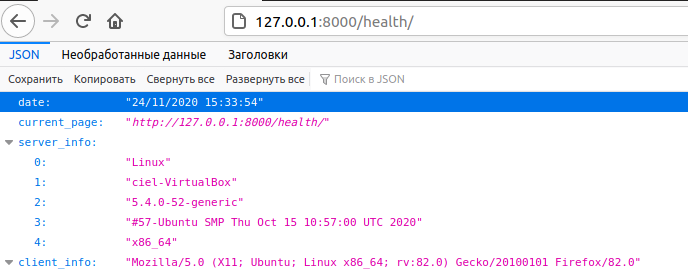 127.0.0.1:8000/health/
JSON Необработанные данные Заголовки
Сохранить Копировать Свернуть все Развернуть все Поиск в JSON
date: "24/11/2020 15:33:54"
current_page: "http://127.0.0.1:8000/health/"
server_info:
0: "Linux"
1: "ciel-VirtualBox"
2: "5.4.0-52-generic"
3: "#57-Ubuntu SMP Thu Oct 15 10:57:00 UTC 2020"
4: "x86_64"
client_info: "Mozilla/5.0 (X11; Ubuntu; Linux x86_64; rv:82.0) Gecko/20100101 Firefox/82.0"